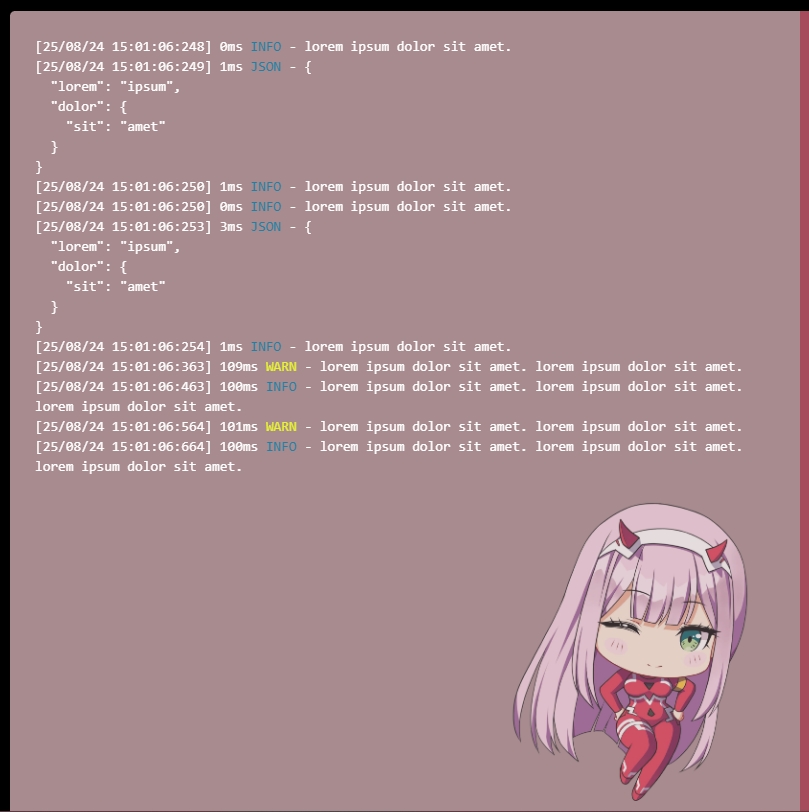 [25/08/24 15:01:06:248] 0ms INFO - lorem ipsum dolor sit amet.
[25/08/24 15:01:06:249] 1ms JSON - {
  "lorem": "ipsum",
  "dolor": {
    "sit": "amet"
  }
}
[25/08/24 15:01:06:250] 1ms INFO - lorem ipsum dolor sit amet.
[25/08/24 15:01:06:250] 0ms INFO - lorem ipsum dolor sit amet.
[25/08/24 15:01:06:253] 3ms JSON - {
  "lorem": "ipsum",
  "dolor": {
    "sit": "amet"
  }
}
[25/08/24 15:01:06:254] 1ms INFO - lorem ipsum dolor sit amet.
[25/08/24 15:01:06:363] 109ms WARN - lorem ipsum dolor sit amet. lorem ipsum dolor sit amet.
[25/08/24 15:01:06:463] 100ms INFO - lorem ipsum dolor sit amet. lorem ipsum dolor sit amet.
lorem ipsum dolor sit amet.
[25/08/24 15:01:06:564] 101ms WARN - lorem ipsum dolor sit amet. lorem ipsum dolor sit amet.
[25/08/24 15:01:06:664] 100ms INFO - lorem ipsum dolor sit amet. lorem ipsum dolor sit amet.
lorem ipsum dolor sit amet.